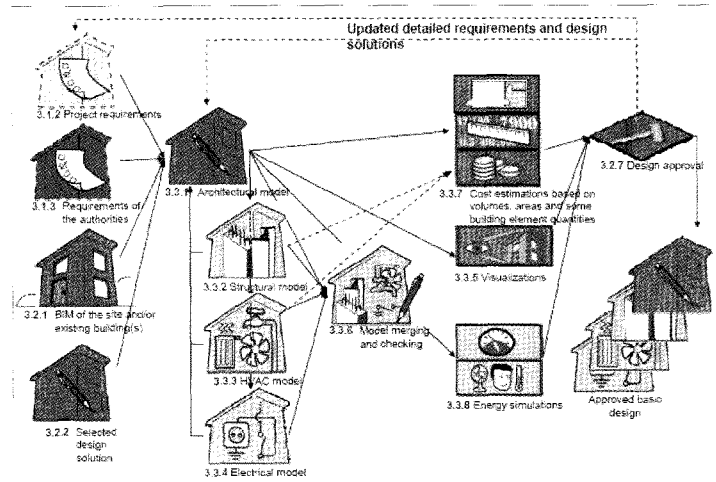 Updated detailed requirements and design
solutions
3.1.2 Project requirements
3.1.3 Requirements of
the authorities
3.2.1 BIM of the site and/or
existing building(s)
3.2.2 Selected
design
solution
3.3.1 Architectural model
3.3.2 Structural model
3.3.3 HVAC model
3.3.4 Electrical model
3.3.6 Model merging
and checking
3.3.7 Cost estimations based on
volumes, areas and some
building element quantities
3.3.5 Visualizations
3.3.8 Energy simulations
3.2.7 Design approval
Approved basic
design